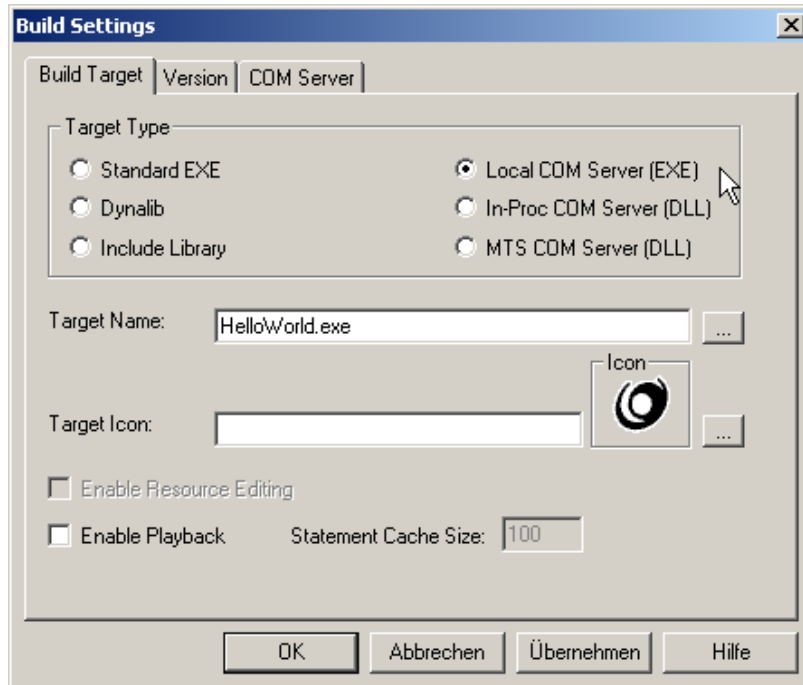 Build Settings
Build Target Version COM Server
Target Type
Standard EXE Local COM Server (EXE)
Dynalib In-Proc COM Server (DLL)
Include Library MTS COM Server (DLL)
Target Name: HelloWorld.exe ...
Icon
Target Icon: ...
Enable Resource Editing
Enable Playback Statement Cache Size: 100
OK Abbrechen Übernehmen Hilfe